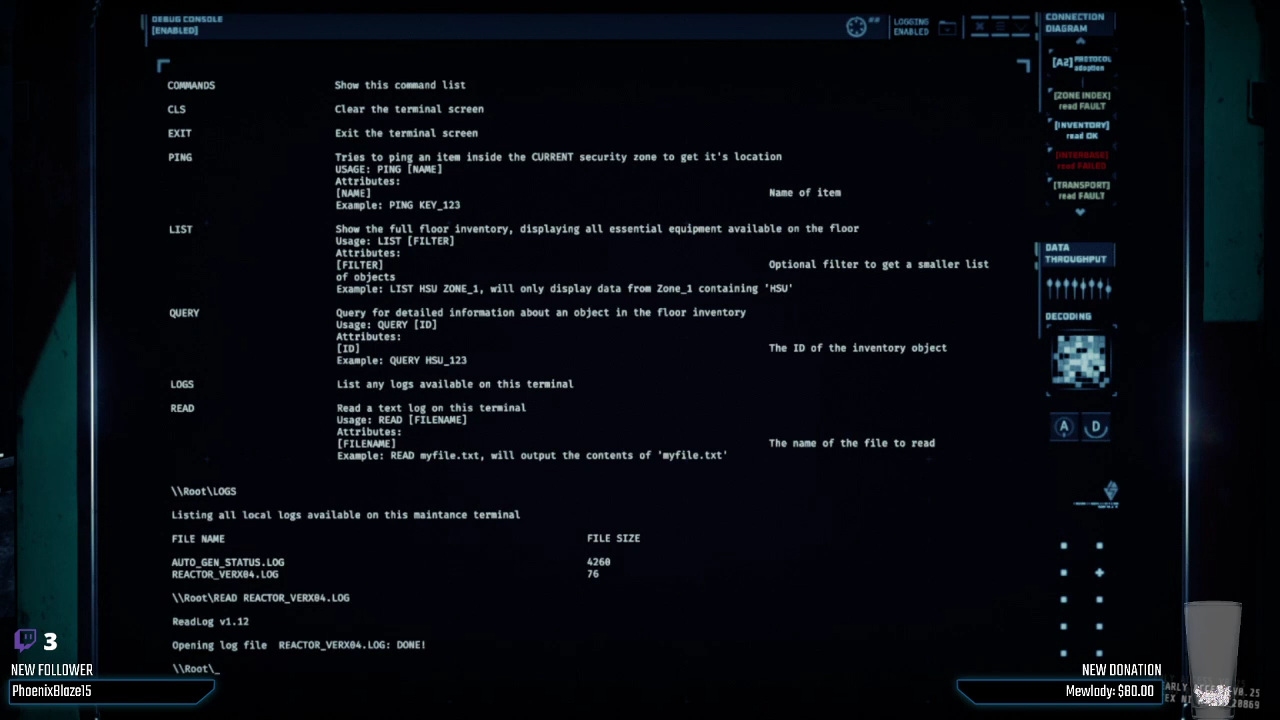 DEBUG CONSOLE
[ENABLED]
LOGGING
ENABLED
CONNECTION
DIAGRAM
COMMANDS Show this command list
CLS Clear the terminal screen
EXIT Exit the terminal screen
PING Tries to ping an item inside the CURRENT security zone to get it's location
USAGE: PING [NAME]
Attributes:
[NAME] Name of item
Example: PING KEY_123
LIST Show the full floor inventory, displaying all essential equipment available on the floor
Usage: LIST [FILTER]
Attributes:
[FILTER] Optional filter to get a smaller list
of objects
Example: LIST HSU ZONE_1, will only display data from Zone_1 containing 'HSU'
QUERY Query for detailed information about an object in the floor inventory
Usage: QUERY [ID]
Attributes:
[ID] The ID of the inventory object
Example: QUERY HSU_123
LOGS List any logs available on this terminal
READ Read a text log on this terminal
Usage: READ [FILENAME]
Attributes:
[FILENAME] The name of the file to read
Example: READ myfile.txt, will output the contents of 'myfile.txt'
\\Root\LOGS
Listing all local logs available on this maintance terminal
FILE NAME FILE SIZE
AUTO_GEN_STATUS.LOG 4260
REACTOR_VERX04.LOG 76
\\Root\READ REACTOR_VERX04.LOG
ReadLog v1.12
Opening log file REACTOR_VERX04.LOG: DONE!
\\Root\_
[A2] PROTOCOL
adaption
[ZONE INDEX]
read FAULT
[INVENTORY]
read OK
[INTERBASE]
read FAILED
[TRANSPORT]
read FAULT
DATA
THROUGHPUT
DECODING
A D
3
NEW FOLLOWER
PhoenixBlaze15
NEW DONATION
Mewlady: $80.00